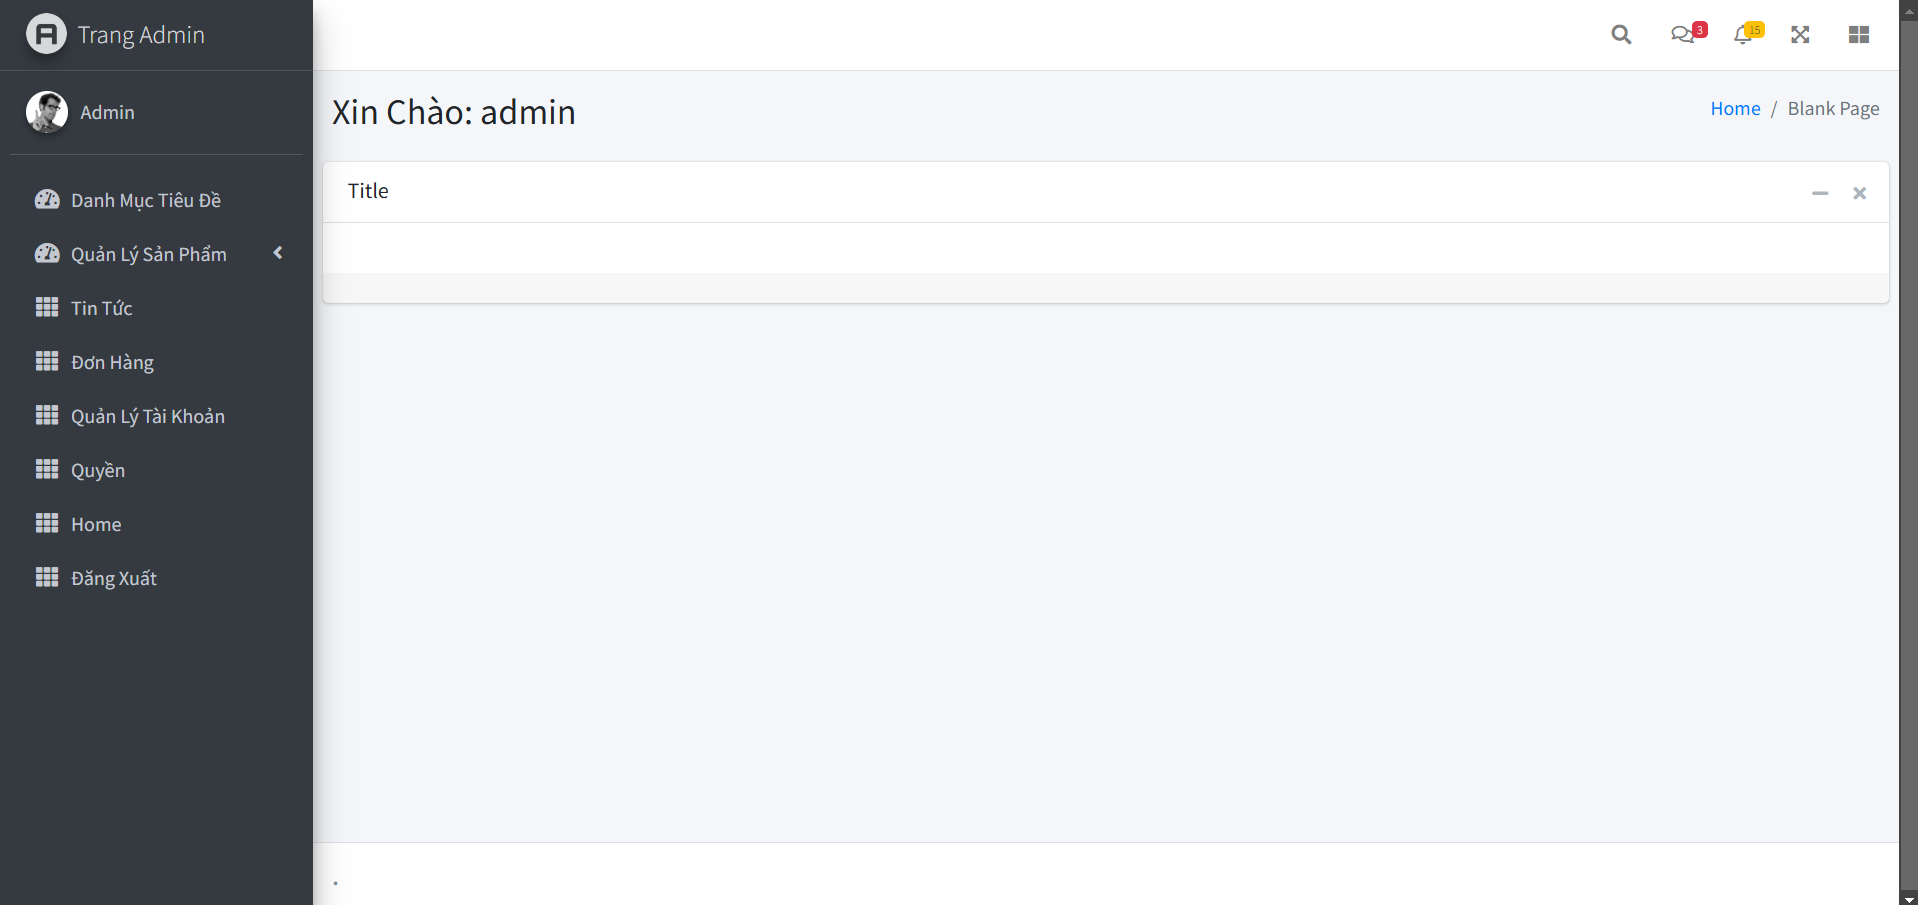 Trang Admin
3
15
Admin
Xin Chào: admin
Home / Blank Page
Title
Danh Mục Tiêu Đề
Quản Lý Sản Phẩm
Tin Tức
Đơn Hàng
Quản Lý Tài Khoản
Quyền
Home
Đăng Xuất
.